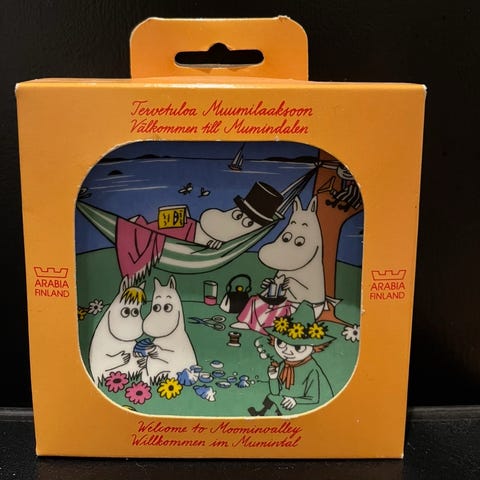 Tervetuloa Muumilaaksoon
Välkommen till Mumindalen
ARABIA
FINLAND
ARABIA
FINLAND
Welcome to Moominvalley
Willkommen im Mumintal